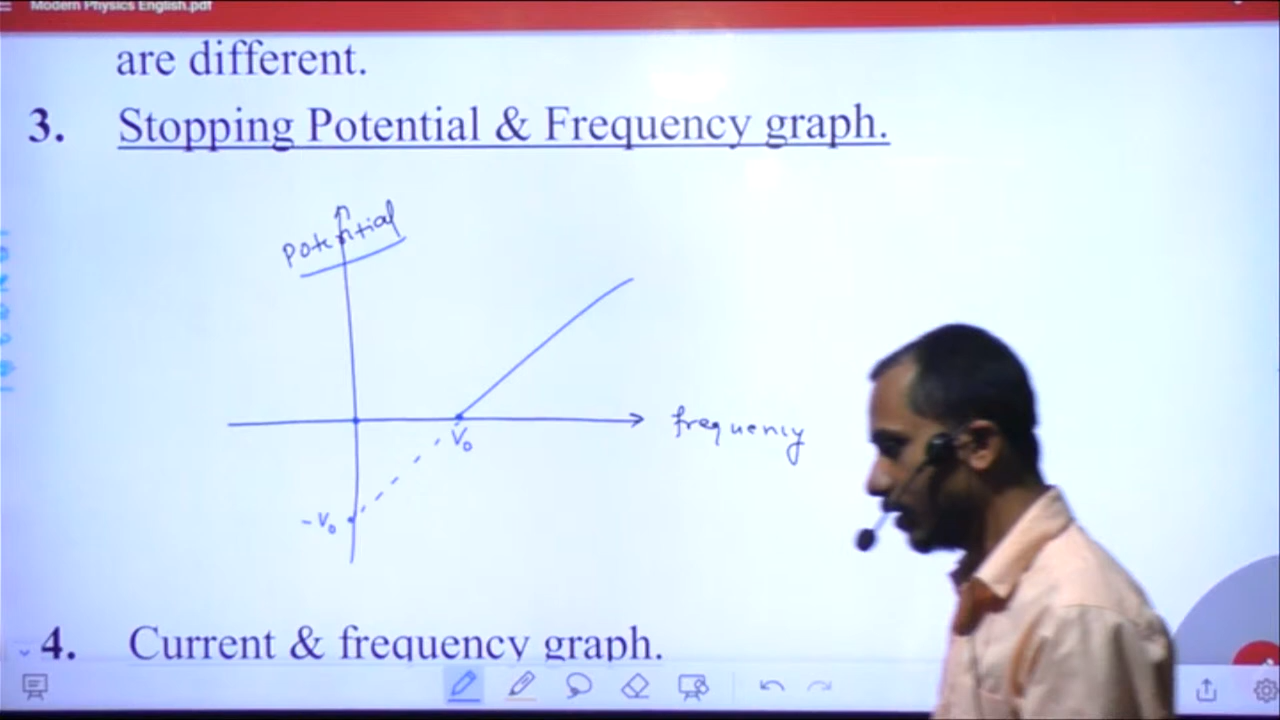 Modern Physics English.pdf
are different.
3. Stopping Potential & Frequency graph.
Potential
frequency
ν₀
-V₀
4. Current & frequency graph.